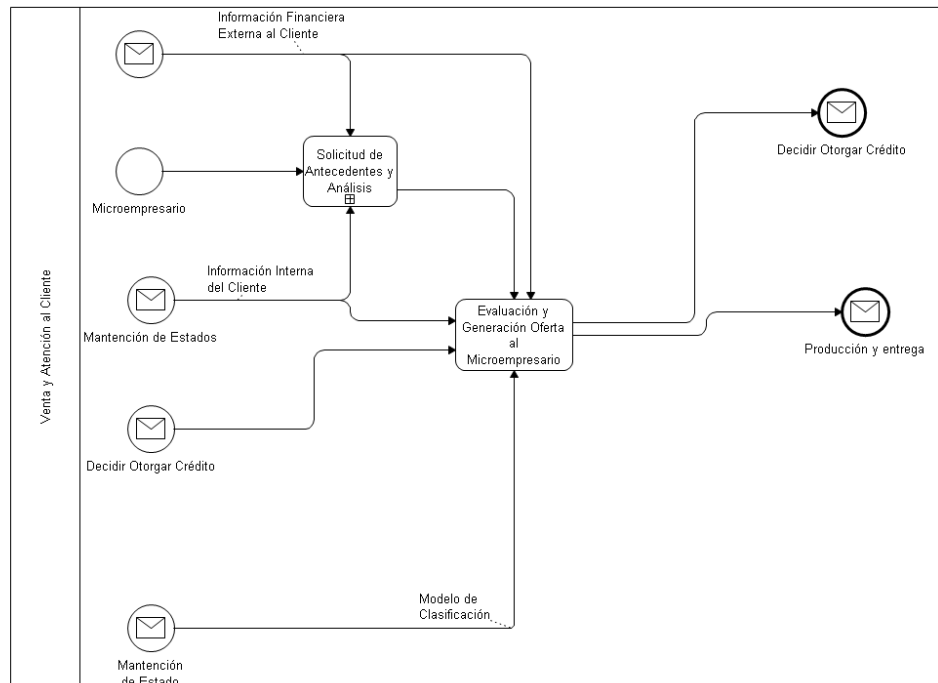 Información Financiera
Externa al Cliente
Decidir Otorgar Crédito
Solicitud de
Antecedentes y
Análisis
Microempresario
Venta y Atención al Cliente
Información Interna
del Cliente
Mantención de Estados
Evaluación y
Generación Oferta
al
Microempresario
Producción y entrega
Decidir Otorgar Crédito
Modelo de
Clasificación
Mantención
de Estado